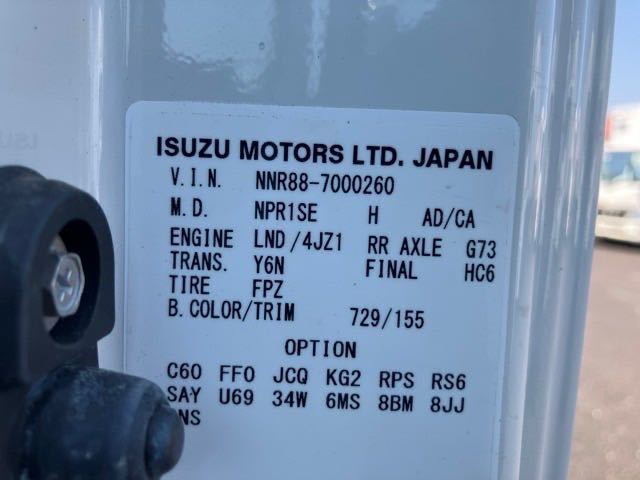 ISUZU MOTORS LTD. JAPAN
V.I.N. NNR88-7000260
M.D. NPR1SE H AD/CA
ENGINE LND/4JZ1 RR AXLE G73
TRANS. Y6N FINAL HC6
TIRE FPZ
B.COLOR/TRIM 729/155
OPTION
C60 FF0 JCQ KG2 RPS RS6
SAY U69 34W 6MS 8BM 8JJ